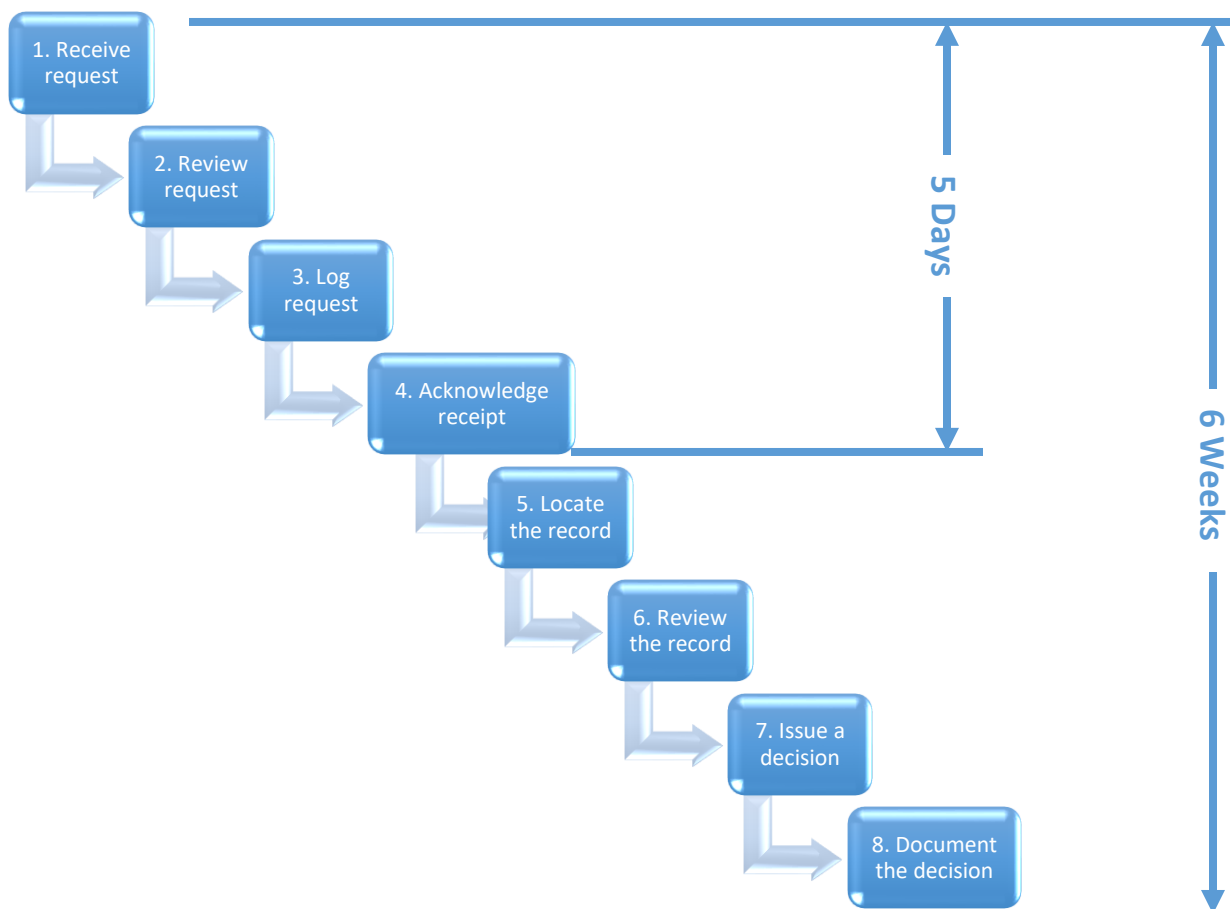 1. Receive
request
2. Review
request
3. Log
request
4. Acknowledge
receipt
5. Locate
the record
6. Review
the record
7. Issue a
decision
8. Document
the decision
5 Days
6 Weeks